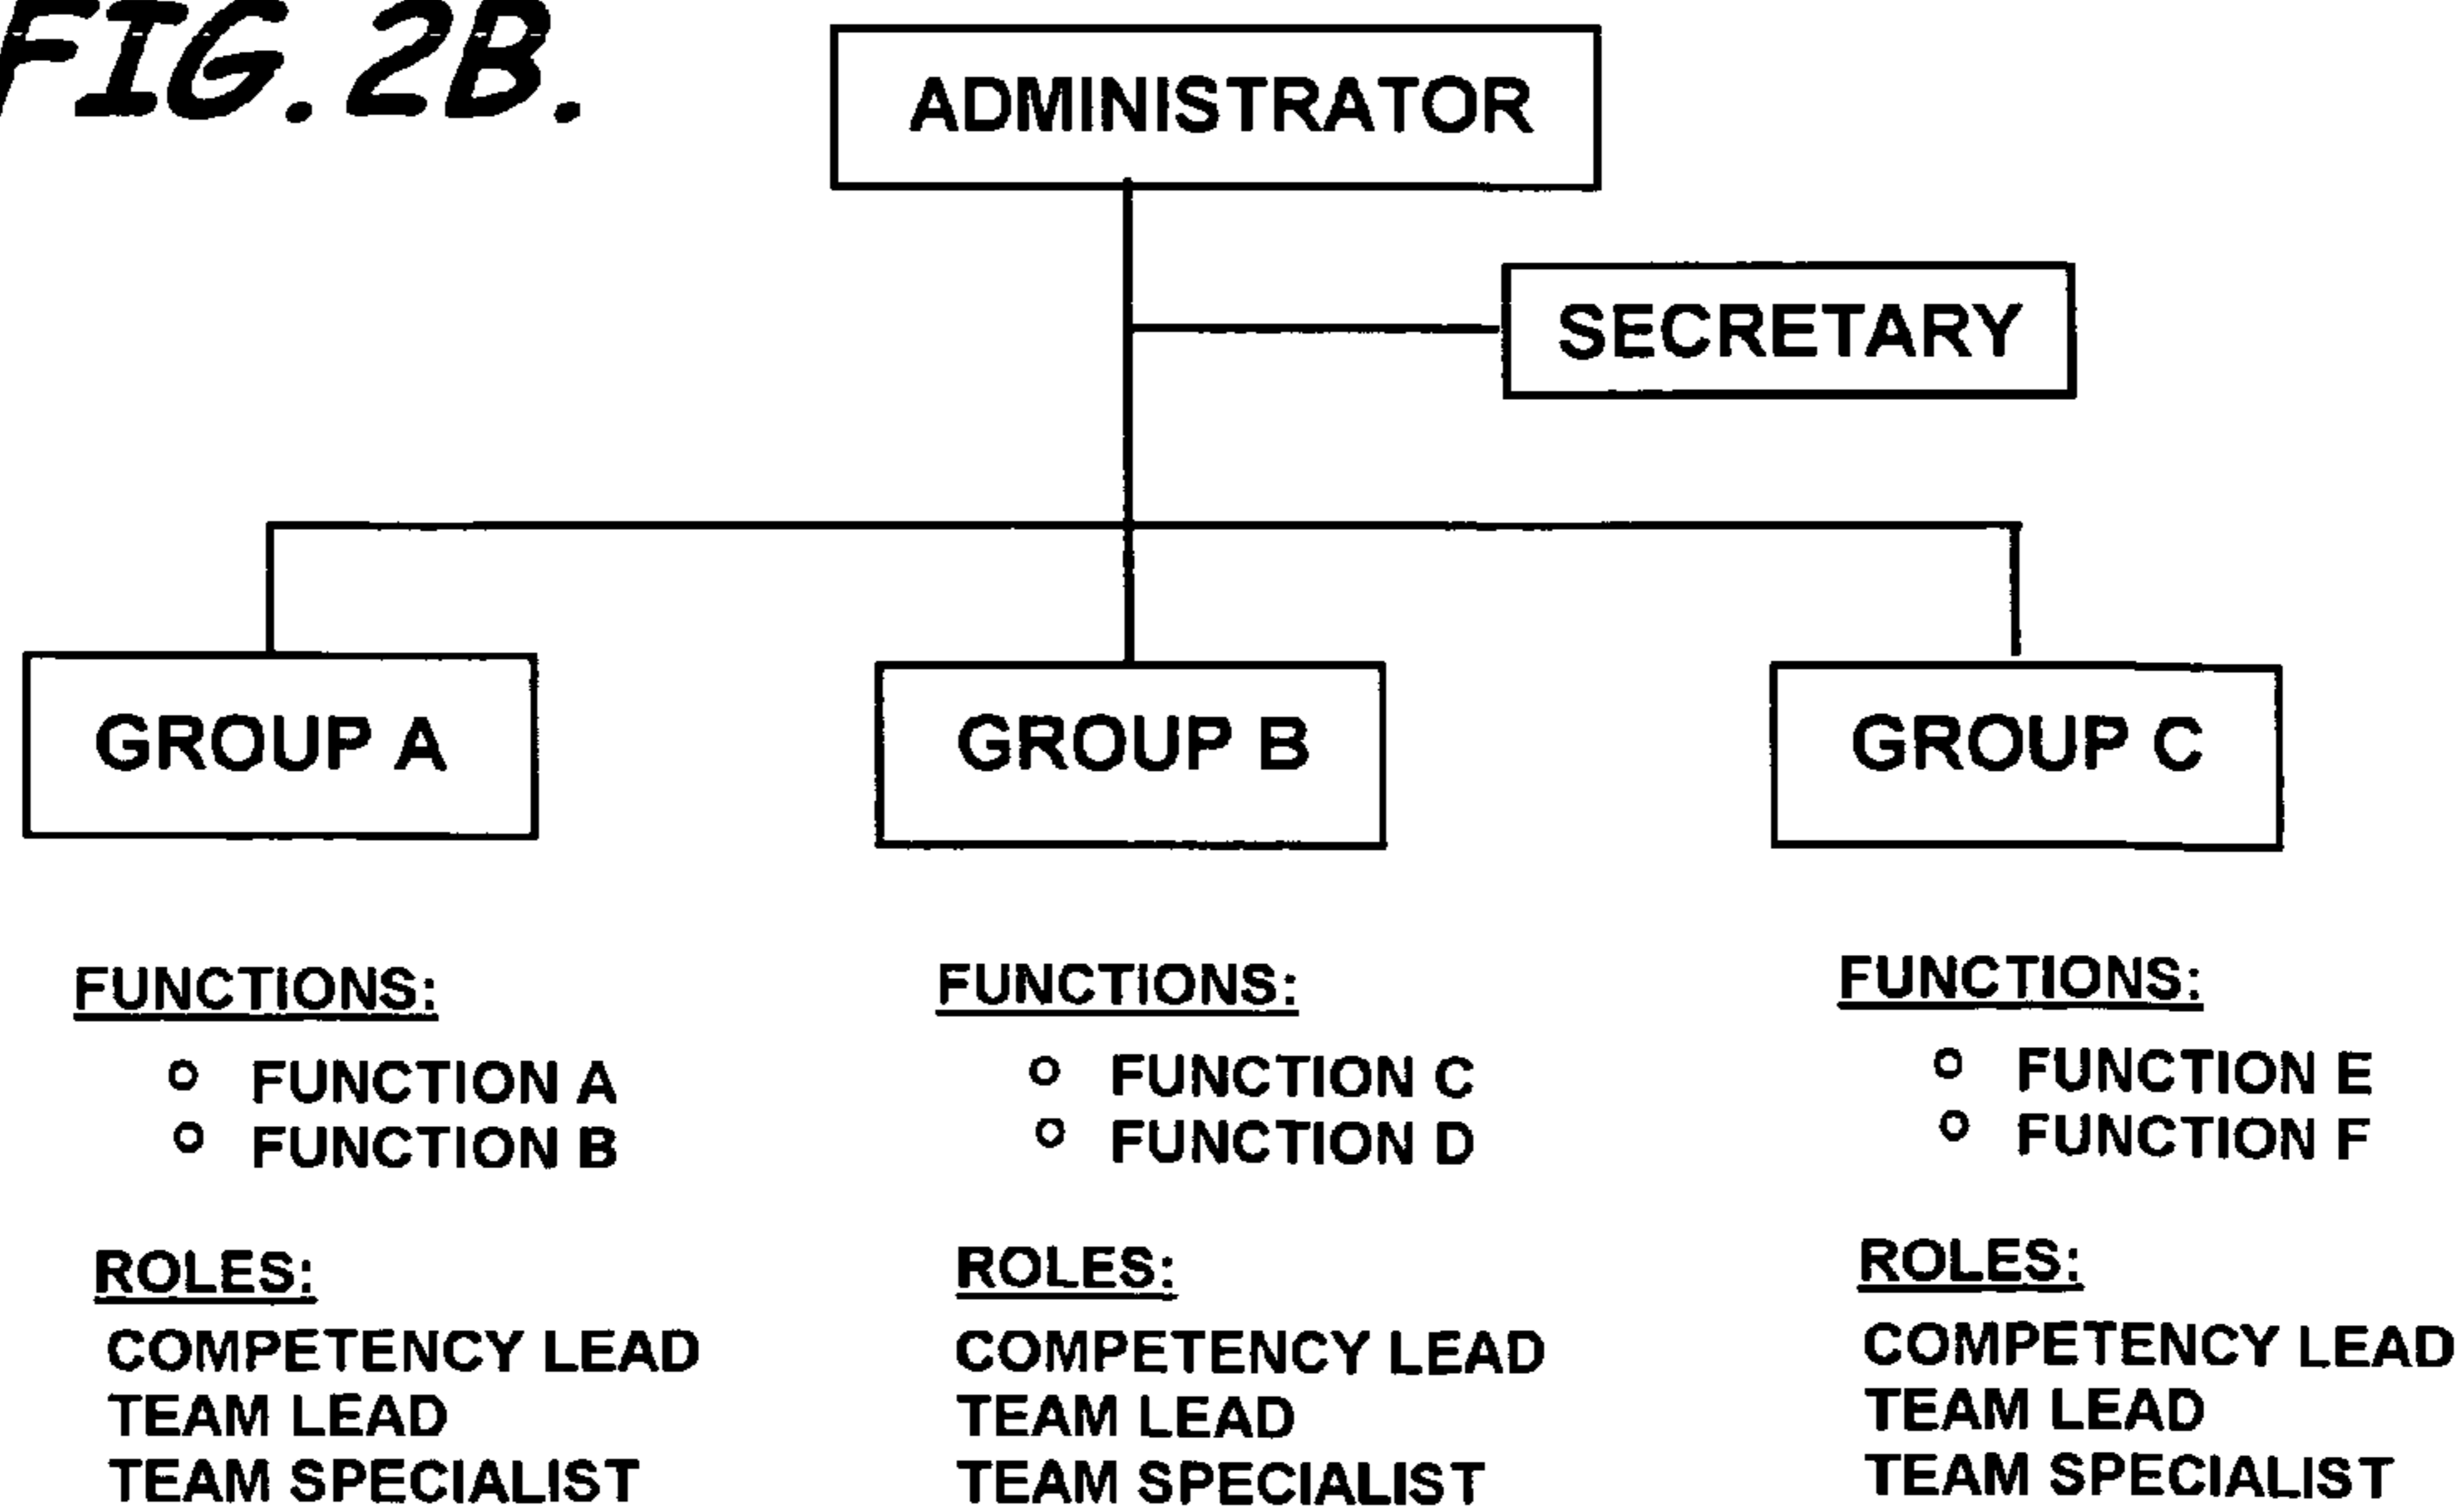 FIG. 2B.
ADMINISTRATOR
SECRETARY
GROUP A
GROUP B
GROUP C
FUNCTIONS:
○ FUNCTION A
○ FUNCTION B
ROLES:
COMPETENCY LEAD
TEAM LEAD
TEAM SPECIALIST
FUNCTIONS:
○ FUNCTION C
○ FUNCTION D
ROLES:
COMPETENCY LEAD
TEAM LEAD
TEAM SPECIALIST
FUNCTIONS:
○ FUNCTION E
○ FUNCTION F
ROLES:
COMPETENCY LEAD
TEAM LEAD
TEAM SPECIALIST